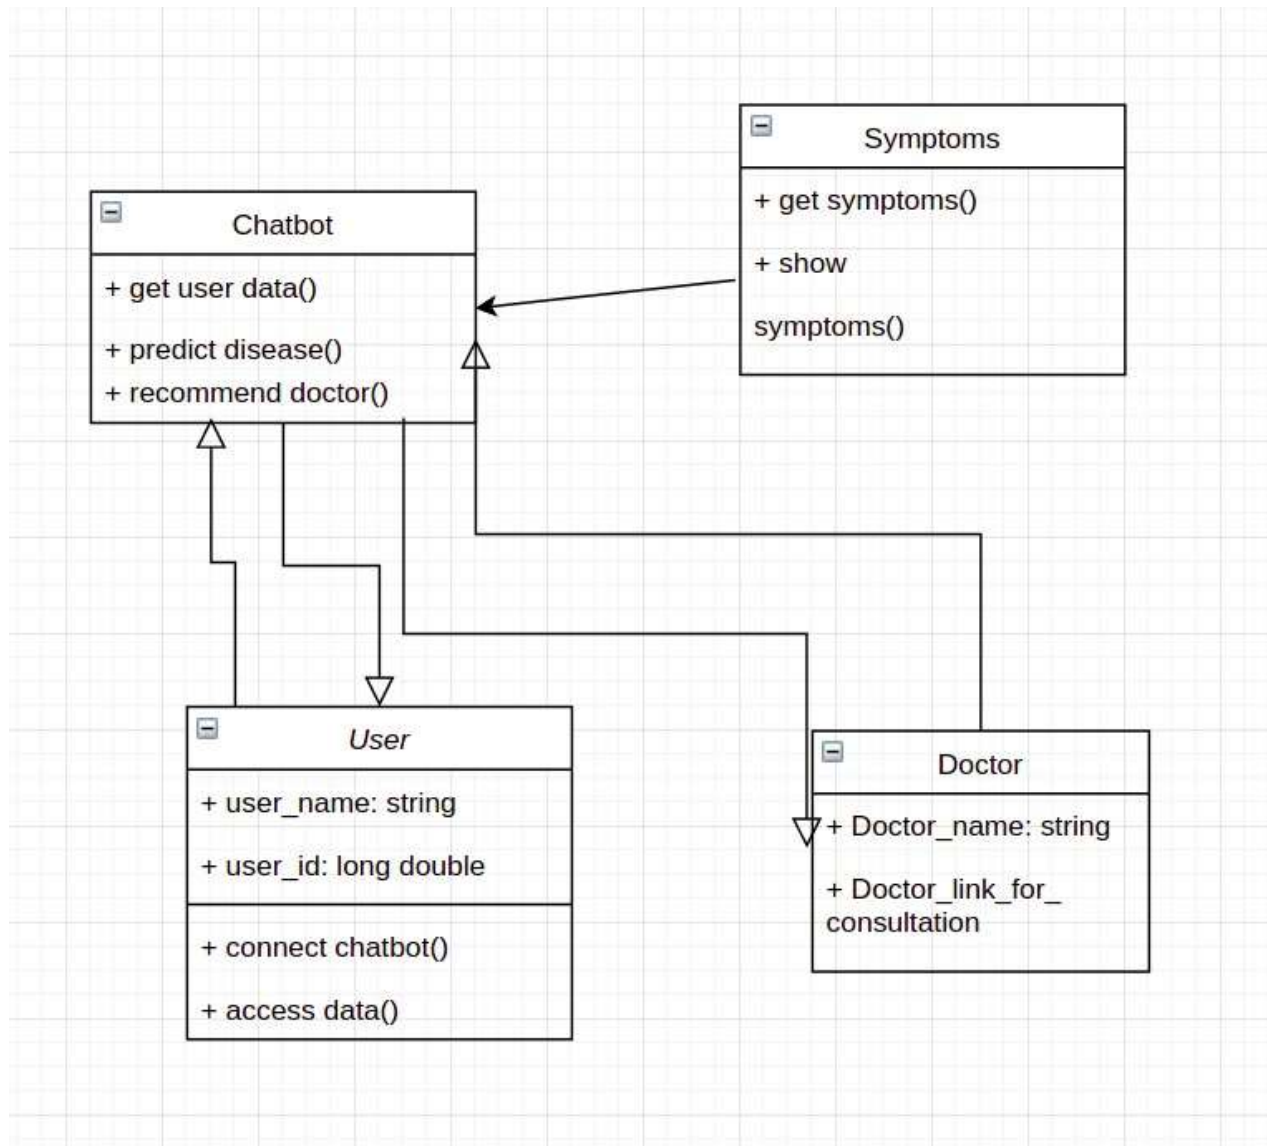 Symptoms
+ get symptoms()
+ show
symptoms()
Chatbot
+ get user data()
+ predict disease()
+ recommend doctor()
User
+ user_name: string
+ user_id: long double
+ connect chatbot()
+ access data()
Doctor
+ Doctor_name: string
+ Doctor_link_for_
consultation